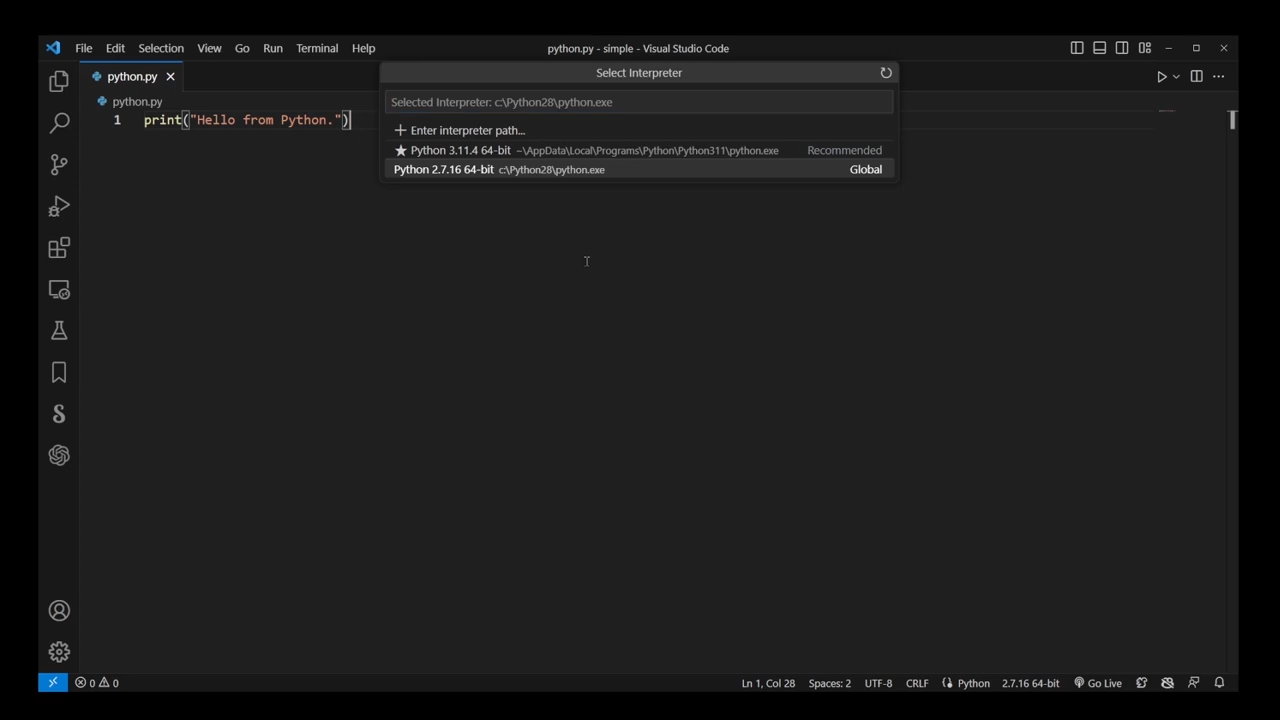 File Edit Selection View Go Run Terminal Help python.py - simple - Visual Studio Code
python.py
Select Interpreter
python.py
Selected Interpreter: c:\Python28\python.exe
1 print("Hello from Python.")
Enter interpreter path...
Python 3.11.4 64-bit ~\AppData\Local\Programs\Python\Python311\python.exe Recommended
Python 2.7.16 64-bit c:\Python28\python.exe Global
0 0 Ln 1, Col 28 Spaces: 2 UTF-8 CRLF Python 2.7.16 64-bit Go Live